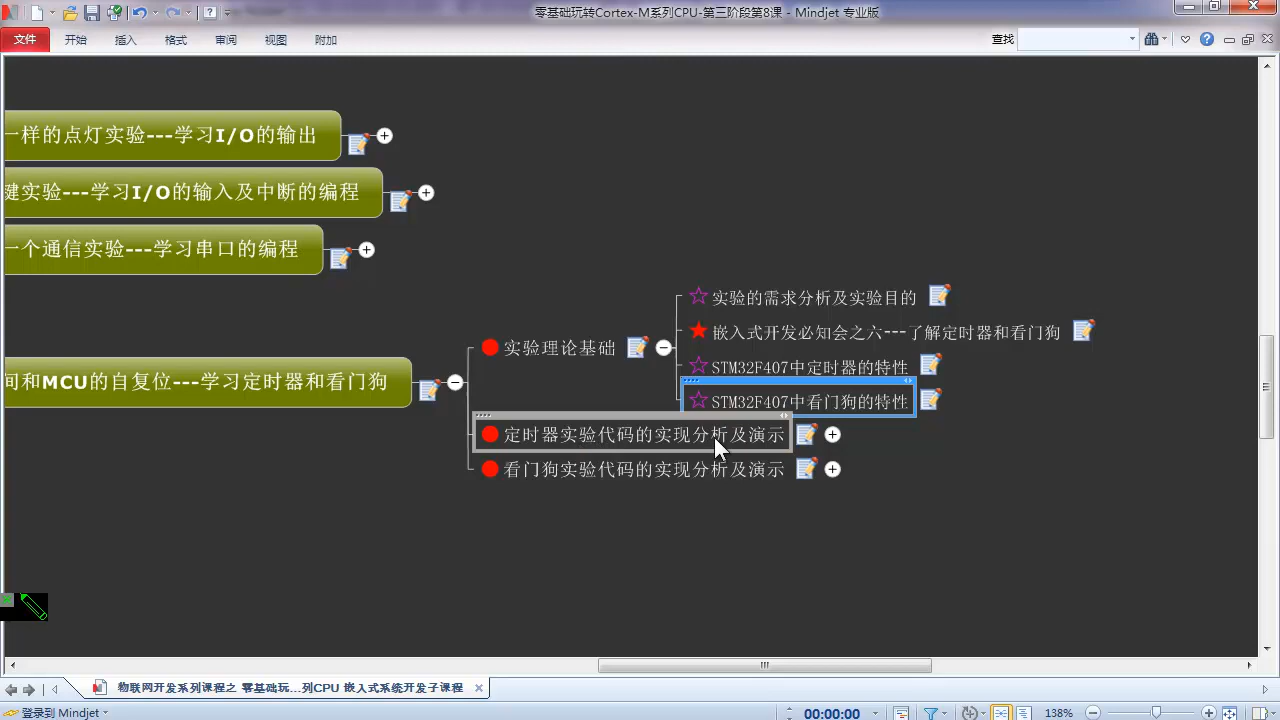 零基础玩转Cortex-M系列CPU-第三阶段第8课 - Mindjet 专业版
文件 开始 插入 格式 审阅 视图 附加 查找
一样的点灯实验---学习I/O的输出
键实验---学习I/O的输入及中断的编程
一个通信实验---学习串口的编程
实验的需求分析及实验目的
嵌入式开发必知会之六---了解定时器和看门狗
实验理论基础
STM32F407中定时器的特性
间和MCU的自复位---学习定时器和看门狗
STM32F407中看门狗的特性
定时器实验代码的实现分析及演示
看门狗实验代码的实现分析及演示
物联网开发系列课程之 零基础玩...列CPU 嵌入式系统开发子课程
登录到 Mindjet 00:00:00 138%